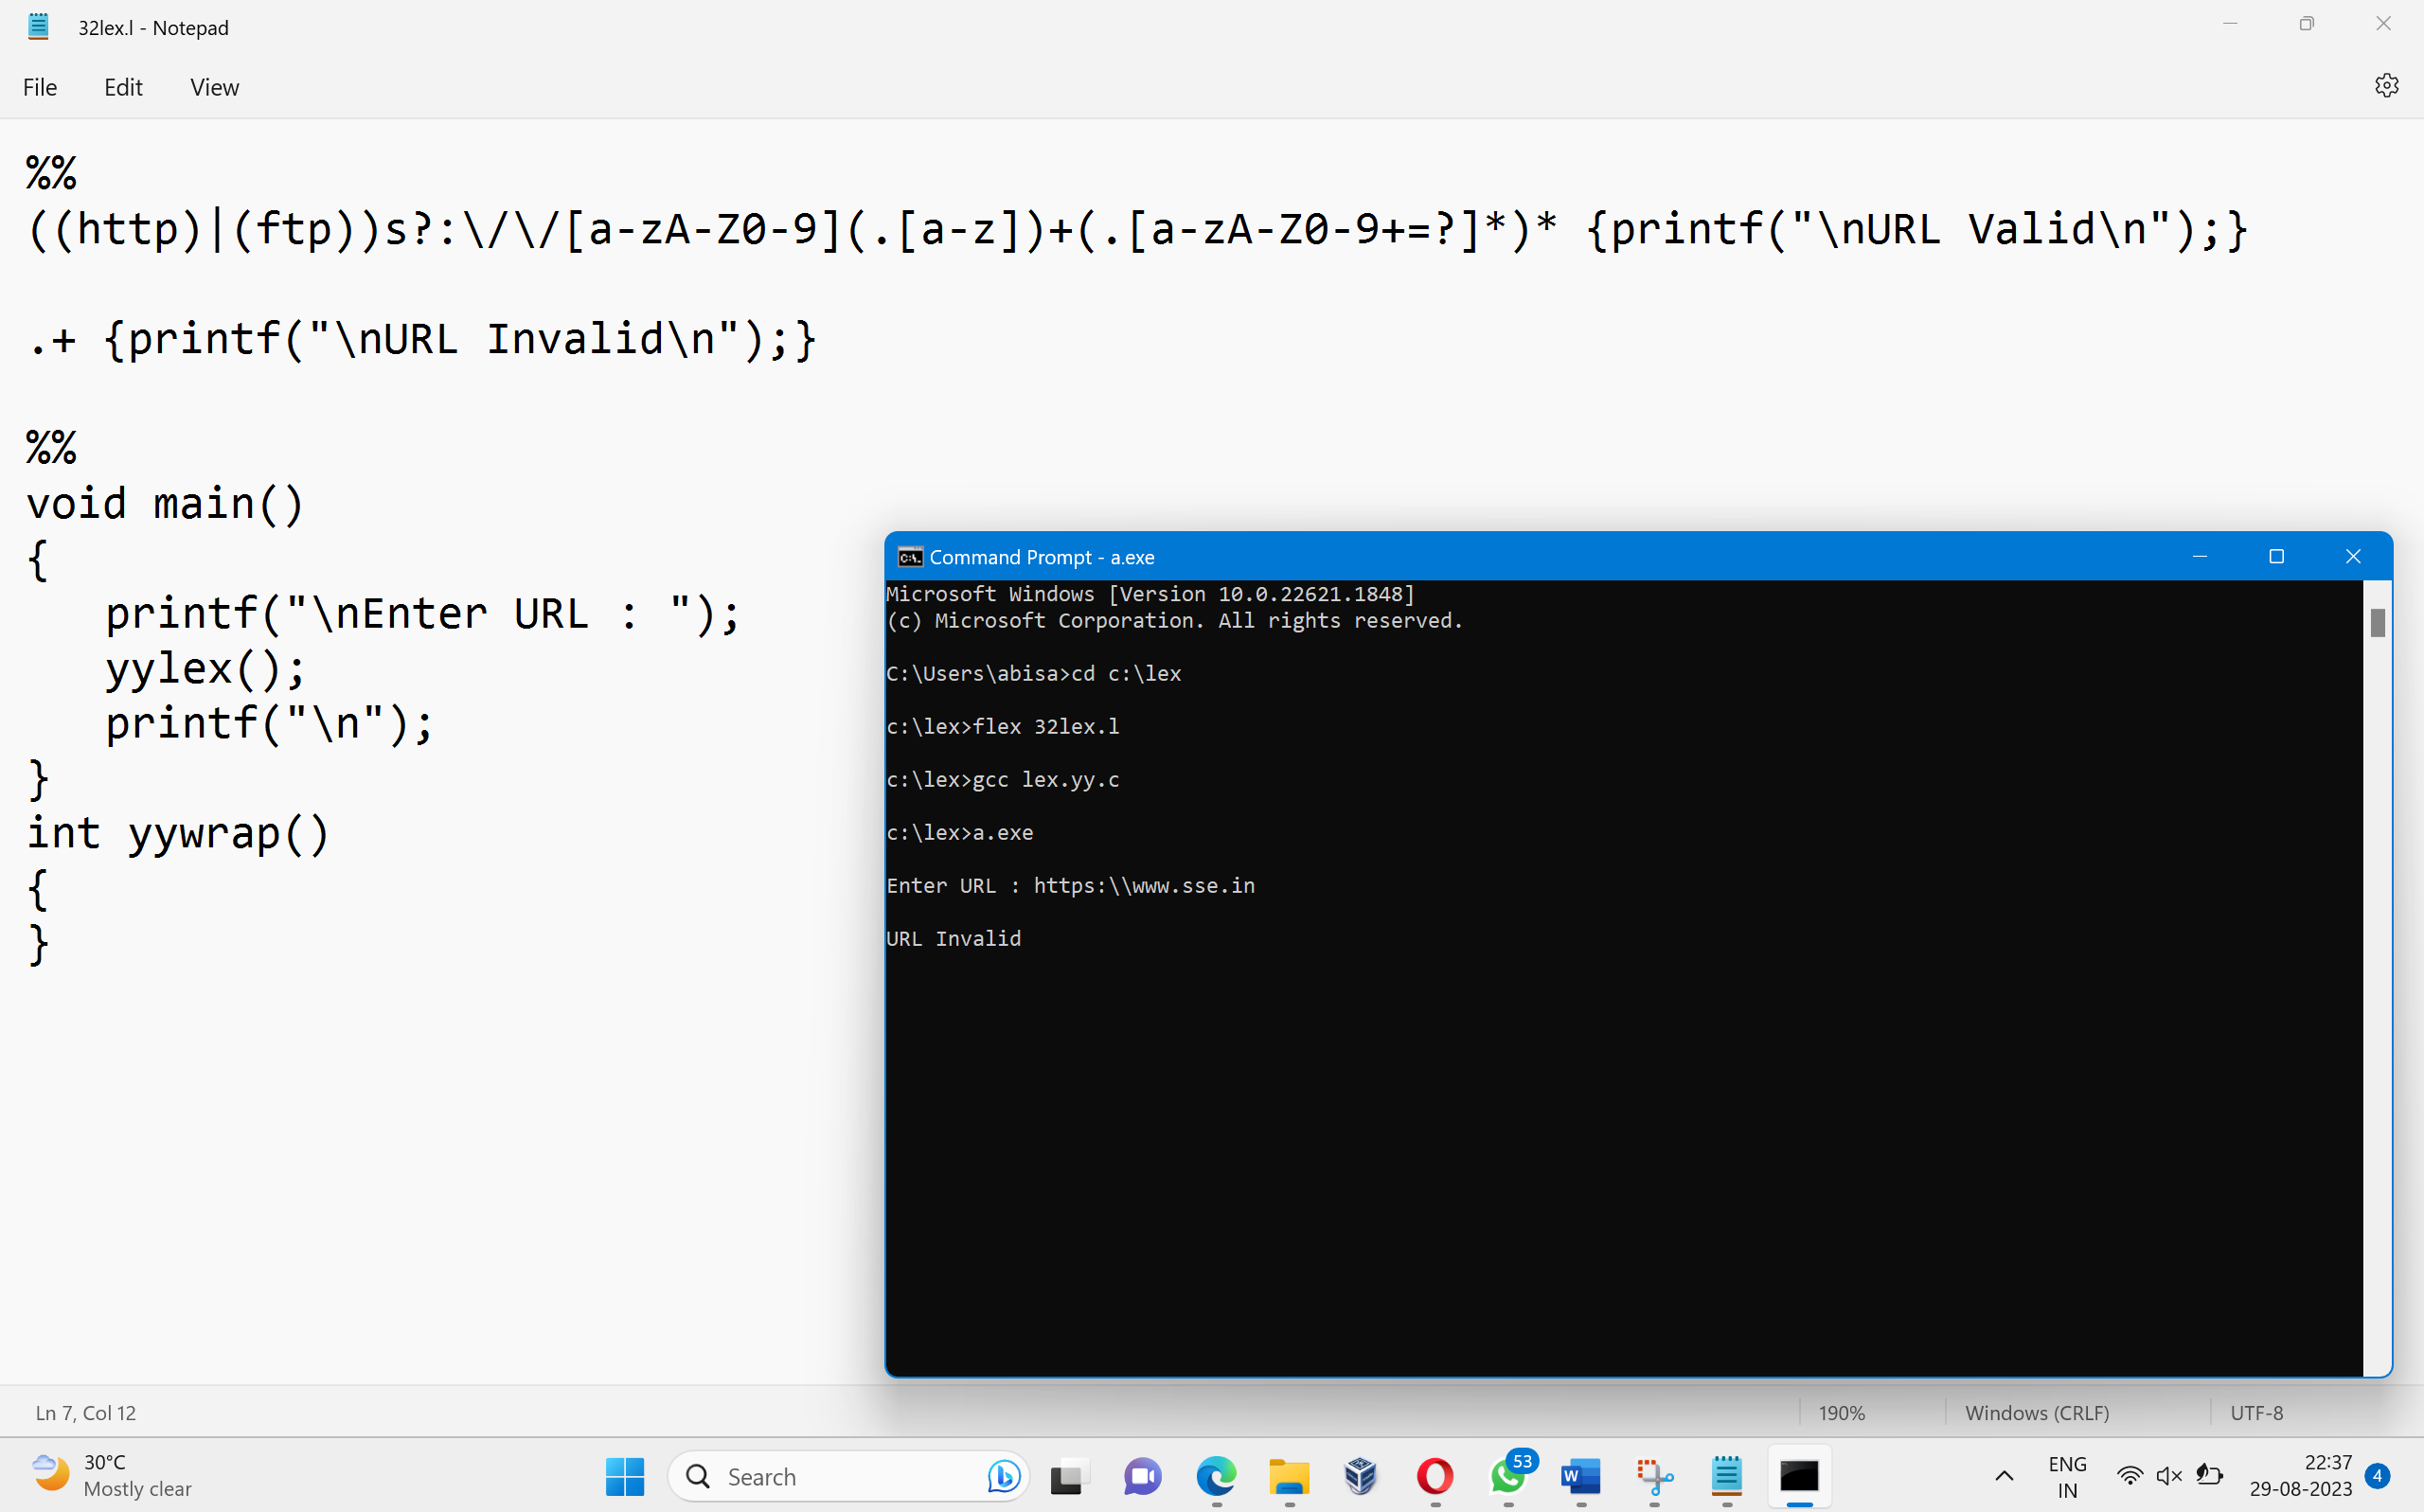 32lex.l - Notepad
File Edit View
%%
((http)|(ftp))s?:\/\/[a-zA-Z0-9](.[a-z])+(.[a-zA-Z0-9+=?]*)* {printf("\nURL Valid\n");}
.+ {printf("\nURL Invalid\n");}
%%
void main()
{
printf("\nEnter URL : ");
yylex();
printf("\n");
}
int yywrap()
{
}
Command Prompt - a.exe
Microsoft Windows [Version 10.0.22621.1848]
(c) Microsoft Corporation. All rights reserved.
C:\Users\abisa>cd c:\lex
c:\lex>flex 32lex.l
c:\lex>gcc lex.yy.c
c:\lex>a.exe
Enter URL : https:\\www.sse.in
URL Invalid
Ln 7, Col 12 190% Windows (CRLF) UTF-8
30°C
Mostly clear
Search
53
ENG
IN
22:37
29-08-2023
4